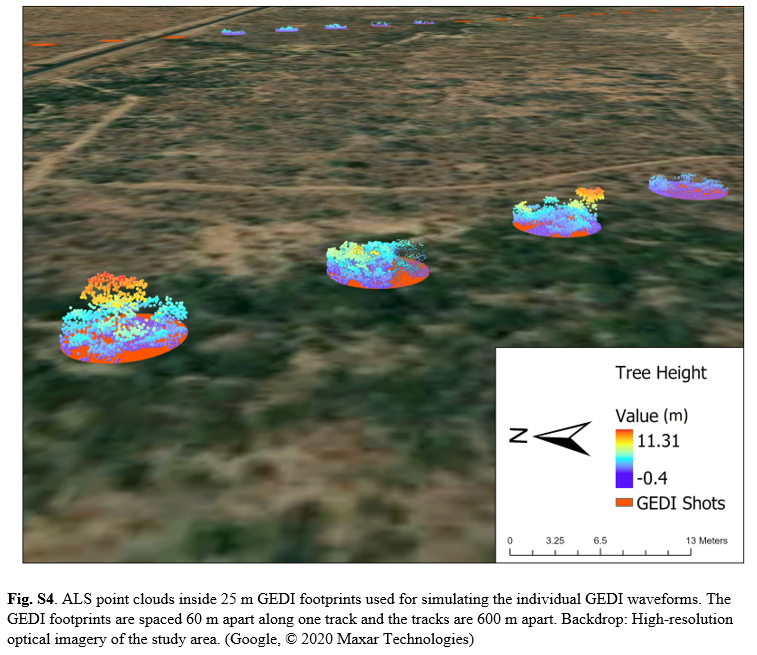 Tree Height
Value (m)
11.31
-0.4
GEDI Shots
N
0 3.25 6.5 13 Meters
Fig. S4. ALS point clouds inside 25 m GEDI footprints used for simulating the individual GEDI waveforms. The
GEDI footprints are spaced 60 m apart along one track and the tracks are 600 m apart. Backdrop: High-resolution
optical imagery of the study area. (Google, © 2020 Maxar Technologies)